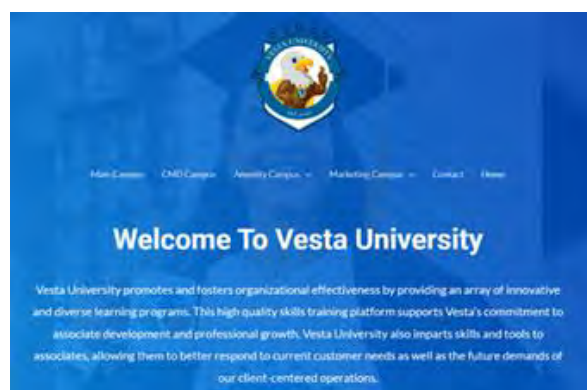 VESTA UNIVERSITY
Main Campus CMD Campus Amenity Campus Marketing Campus Contact Home
Welcome To Vesta University
Vesta University promotes and fosters organizational effectiveness by providing an array of innovative
and diverse learning programs. This high quality skills training platform supports Vesta's commitment to
associate development and professional growth. Vesta University also imparts skills and tools to
associates, allowing them to better respond to current customer needs as well as the future demands of
our client-centered operations.